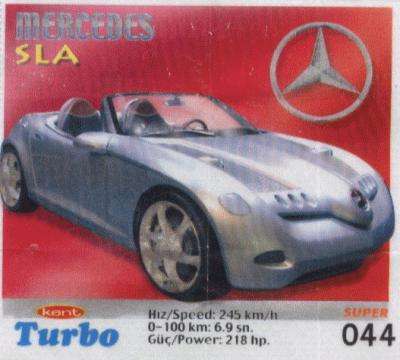 MERCEDES
SLA
kent
Turbo
Hız/Speed: 245 km/h
0-100 km: 6.9 sn.
Güç/Power: 218 hp.
SUPER
044